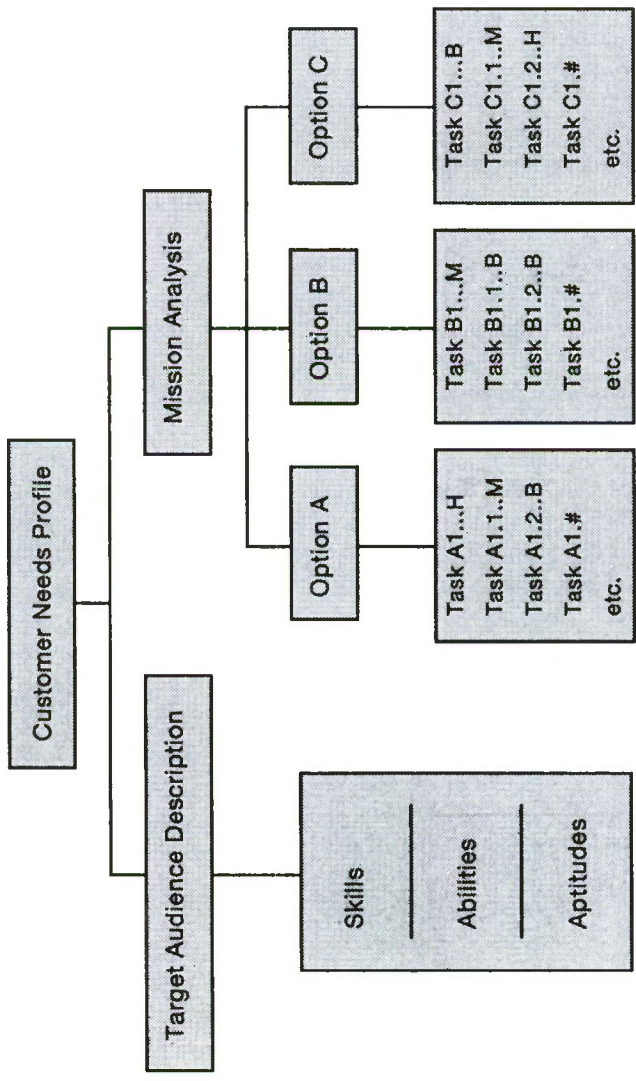 Customer Needs Profile
Target Audience Description
Mission Analysis
Skills
Abilities
Aptitudes
Option A
Option B
Option C
Task A1...H
Task A1.1..M
Task A1.2..B
Task A1.#
etc.
Task B1...M
Task B1.1..B
Task B1.2..B
Task B1.#
etc.
Task C1...B
Task C1.1..M
Task C1.2..H
Task C1.#
etc.